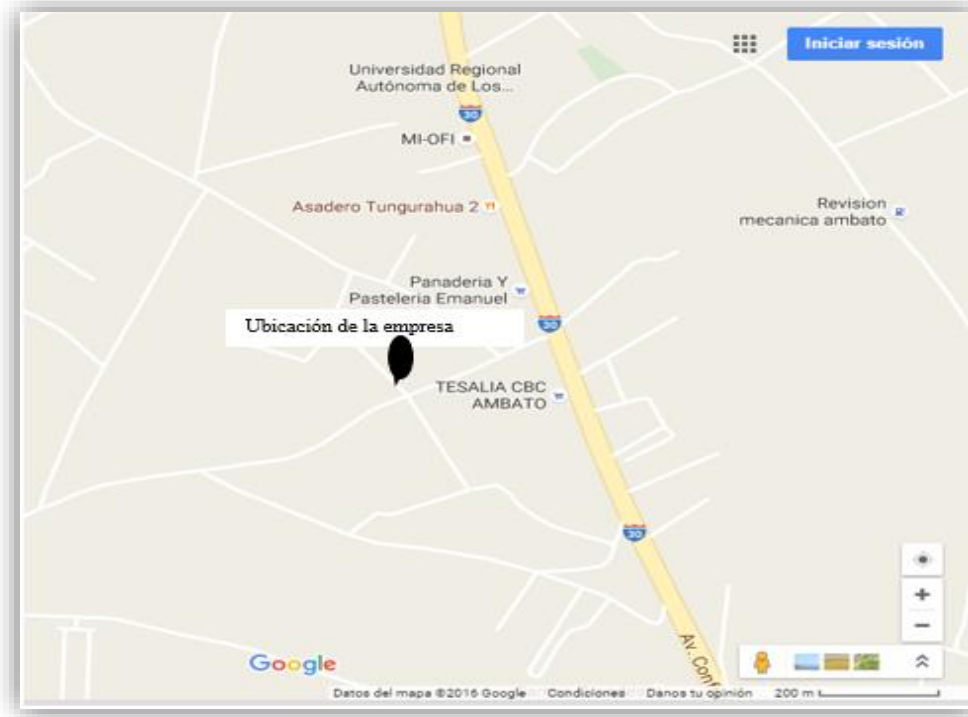 Iniciar sesión
Universidad Regional
Autónoma de Los...
30
MI-OFI
Asadero Tungurahua 2
Revision
mecanica ambato
Panaderia Y
Pasteleria Emanuel
Ubicación de la empresa
30
TESALIA CBC
AMBATO
30
Av. Conf
Google
Datos del mapa ©2016 Google Condiciones Danos tu opinión 200 m